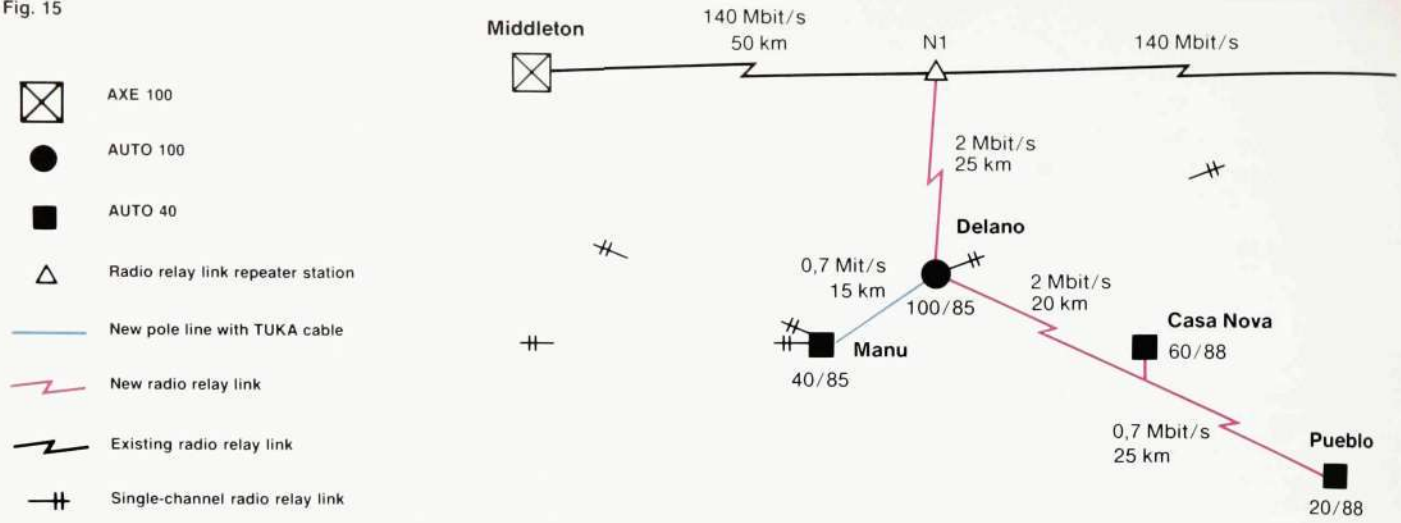 Fig. 15
AXE 100
AUTO 100
AUTO 40
Radio relay link repeater station
New pole line with TUKA cable
New radio relay link
Existing radio relay link
Single-channel radio relay link
Middleton
140 Mbit/s
50 km
N1
140 Mbit/s
2 Mbit/s
25 km
Delano
0,7 Mit/s
15 km
100/85
2 Mbit/s
20 km
Manu
40/85
Casa Nova
60/88
0,7 Mbit/s
25 km
Pueblo
20/88